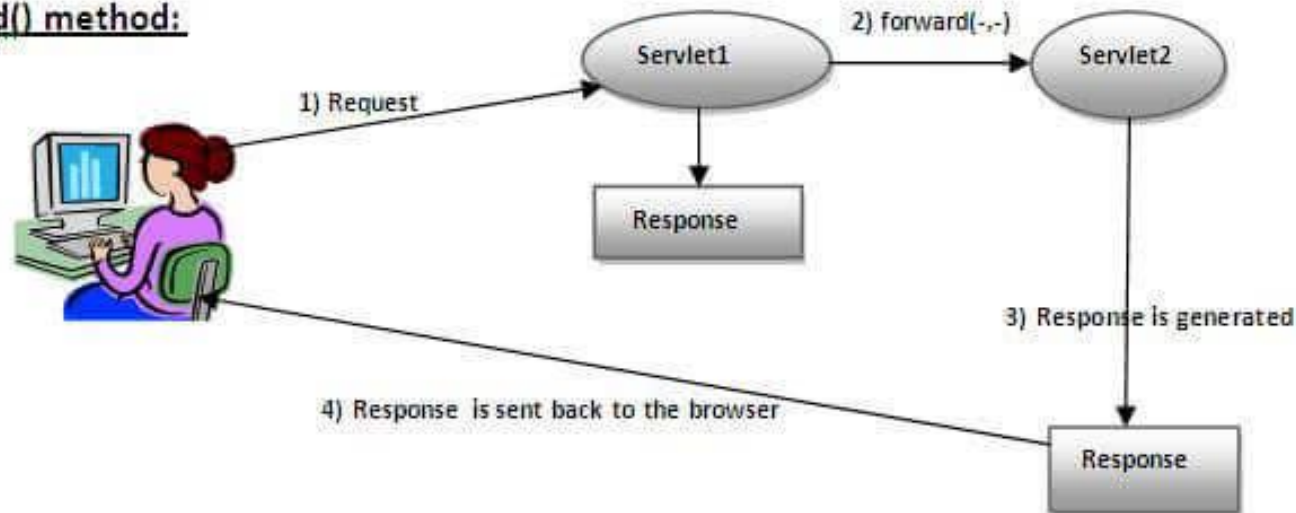 d() method:
2) forward(-,-)
Servlet1
Servlet2
1) Request
Response
3) Response is generated
4) Response is sent back to the browser
Response